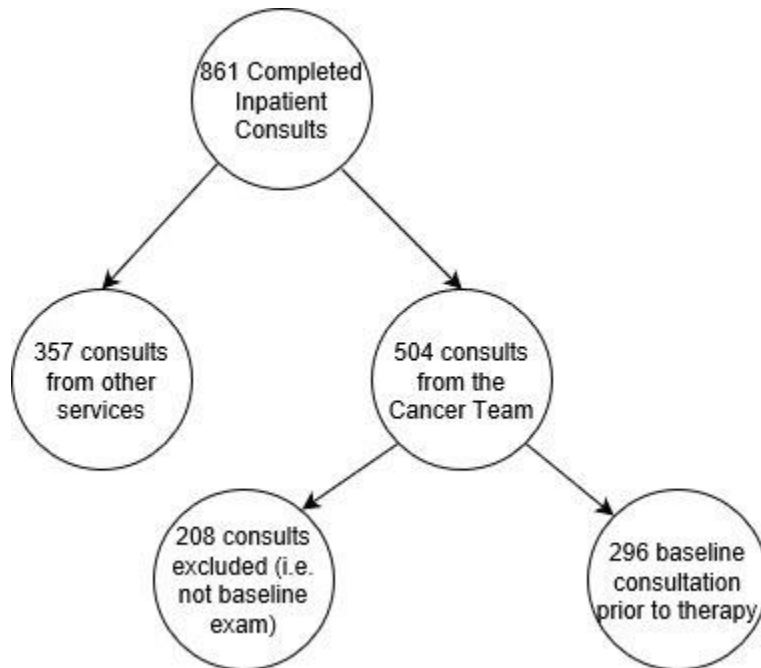 861 Completed
Inpatient
Consults
357 consults
from other
services
504 consults
from the
Cancer Team
208 consults
excluded (i.e.
not baseline
exam)
296 baseline
consultation
prior to therapy